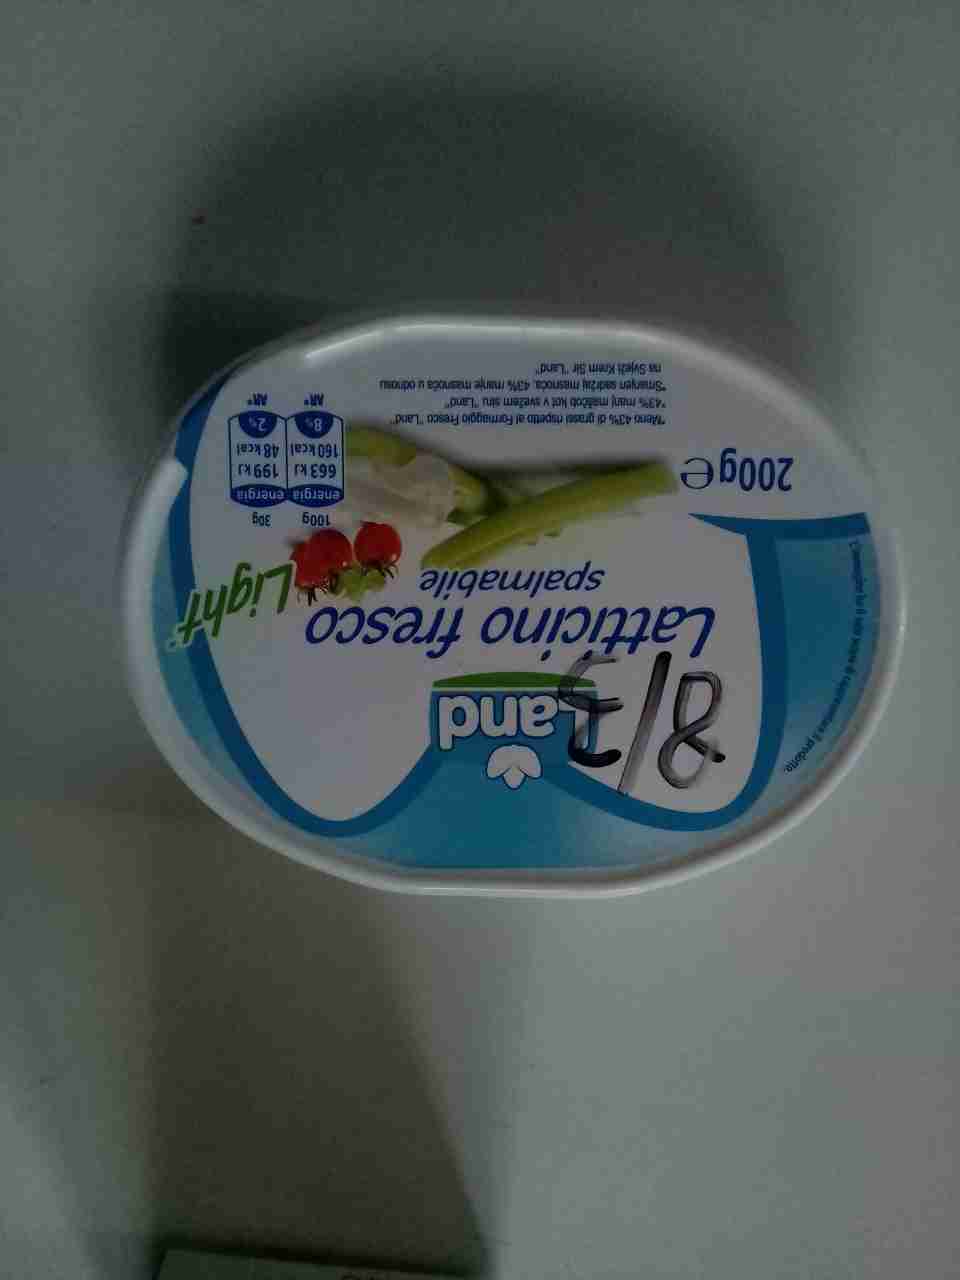 8/3
Land
Latticino fresco
spalmabile
Light*
200g e
100g
30g
energia
energia
663 kJ
199 kJ
160 kcal
48 kcal
8%
2%
AR*
AR*
*Meno 43% di grassi rispetto al Formaggio Fresco "Land"
*43% manj maščob kot v svežem siru "Land"
*Smanjen sadržaj masnoća, 43% manje masnoća u odnosu
na Svježi Krem Sir "Land"